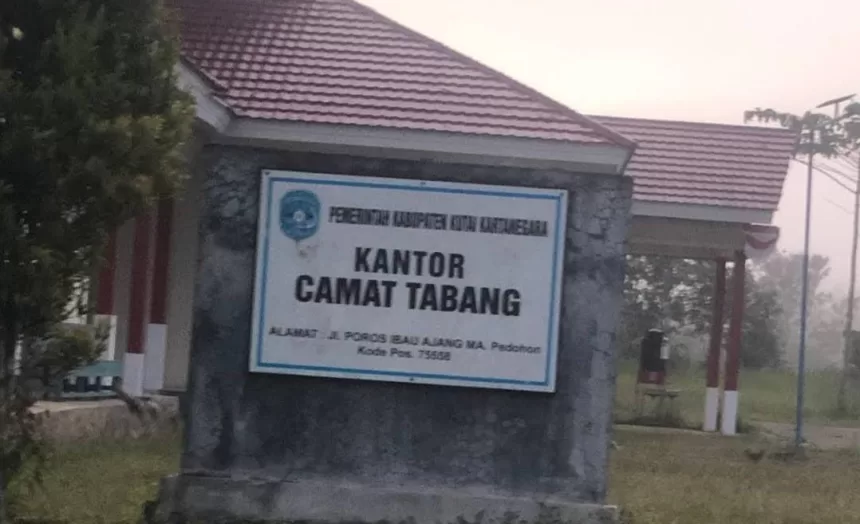 PEMERINTAH KABUPATEN KUTAI KARTANEGARA
KANTOR
CAMAT TABANG
ALAMAT : Jl. POROS IBAU AJANG MA. Pedohon
Kode Pos. 75558